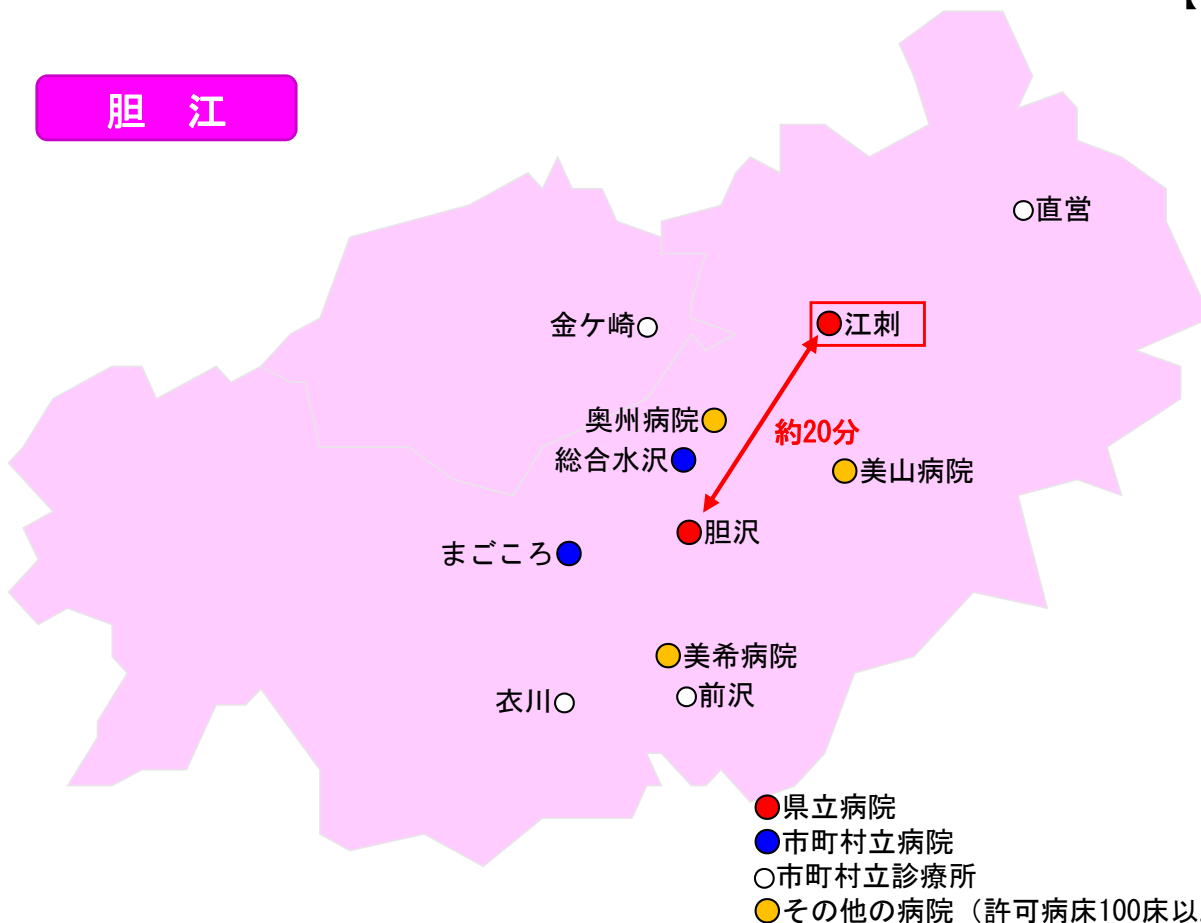 【
胆 江
直営
金ケ崎
江刺
奥州病院
約20分
総合水沢
美山病院
胆沢
まごころ
美希病院
衣川
前沢
県立病院
市町村立病院
市町村立診療所
その他の病院（許可病床100床以